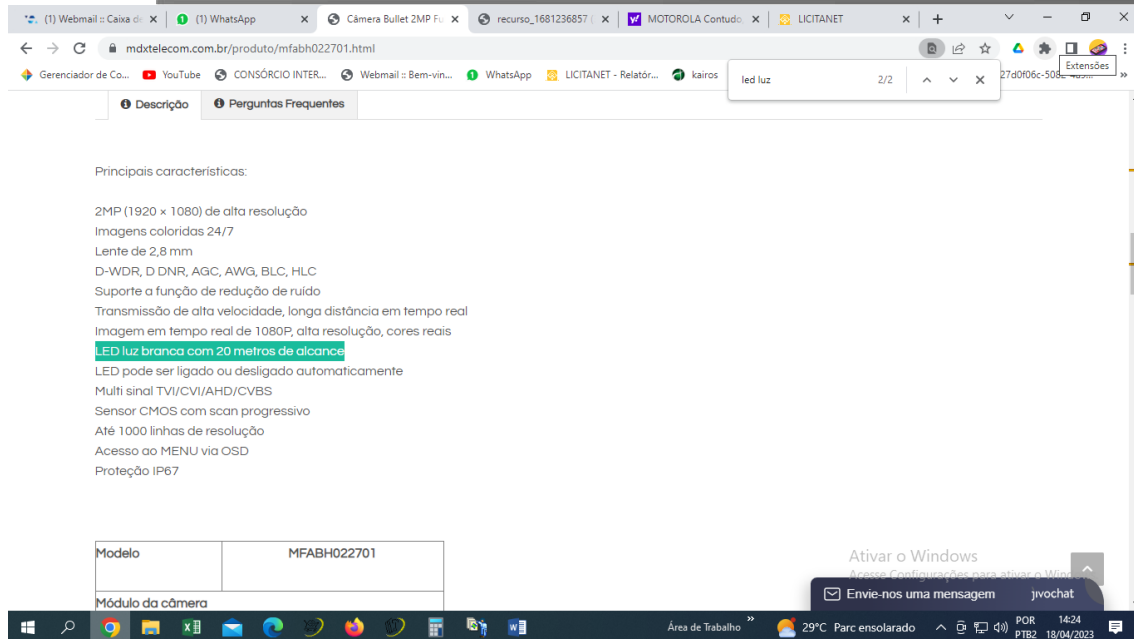 (1) Webmail :: Caixa de
(1) WhatsApp
Câmera Bullet 2MP Fu
recurso_1681236857 (
MOTOROLA Contudo,
LICITANET
mdxtelecom.com.br/produto/mfabh022701.html
Gerenciador de Co...
YouTube
CONSÓRCIO INTER...
Webmail :: Bem-vin...
WhatsApp
LICITANET - Relatór...
kairos
led luz 2/2
Extensões
Descrição
Perguntas Frequentes
Principais características:
2MP (1920 × 1080) de alta resolução
Imagens coloridas 24/7
Lente de 2,8 mm
D-WDR, D DNR, AGC, AWG, BLC, HLC
Suporte a função de redução de ruído
Transmissão de alta velocidade, longa distância em tempo real
Imagem em tempo real de 1080P, alta resolução, cores reais
LED luz branca com 20 metros de alcance
LED pode ser ligado ou desligado automaticamente
Multi sinal TVI/CVI/AHD/CVBS
Sensor CMOS com scan progressivo
Até 1000 linhas de resolução
Acesso ao MENU via OSD
Proteção IP67
Modelo MFABH022701
Módulo da câmera
Ativar o Windows
Acesse Configurações para ativar o Wind
Envie-nos uma mensagem jivochat
Área de Trabalho
29°C Parc ensolarado
POR
PTB2
14:24
18/04/2023